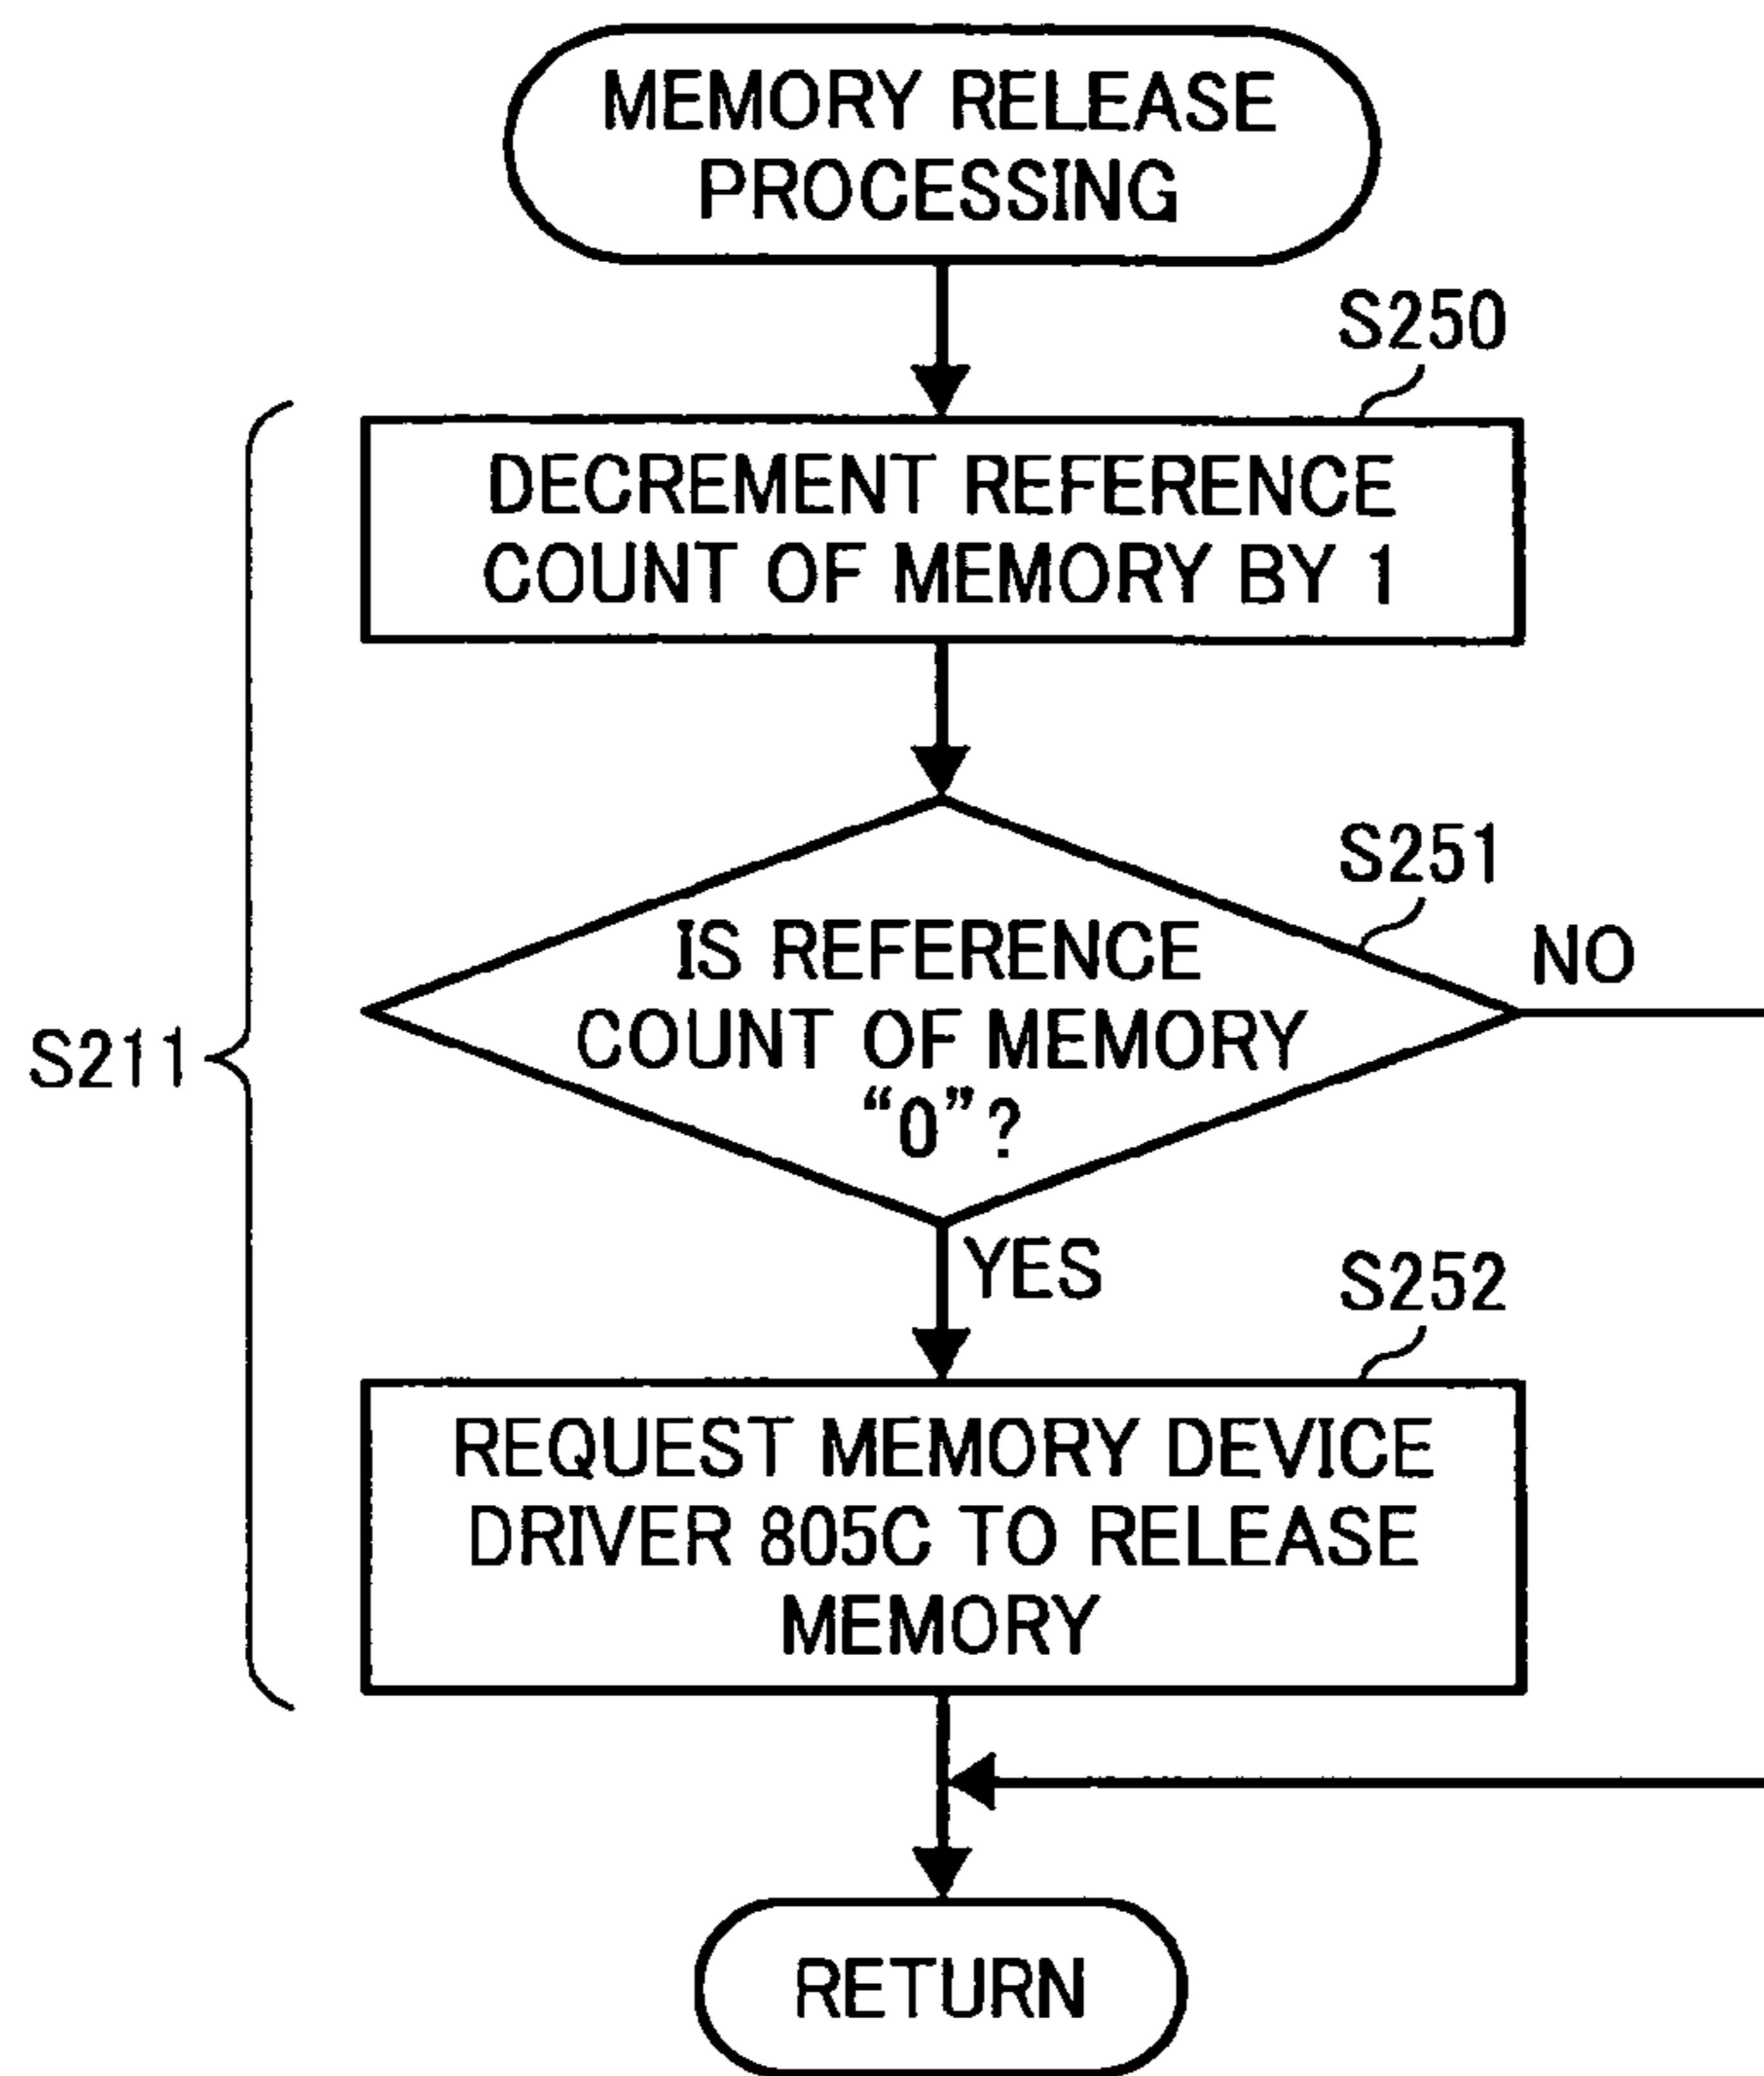 MEMORY RELEASE
PROCESSING
S250
DECREMENT REFERENCE
COUNT OF MEMORY BY 1
S251
IS REFERENCE
COUNT OF MEMORY
“0”?
NO
S211
YES
S252
REQUEST MEMORY DEVICE
DRIVER 805C TO RELEASE
MEMORY
RETURN